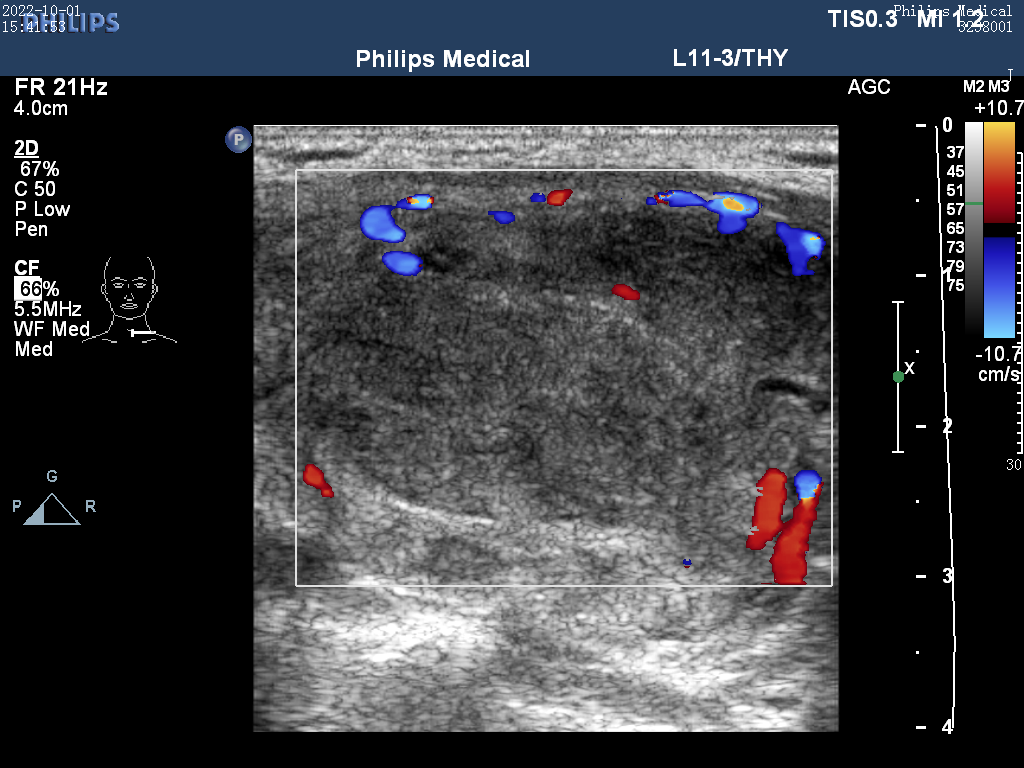 2022-10-01
PHILIPS
15:41:53
TIS0.3 MI 1.2
Philips Medical
3298001
Philips Medical
L11-3/THY
FR 21Hz
4.0cm
2D
67%
C 50
P Low
Pen
CF
66%
5.5MHz
WF Med
Med
P
AGC
M2 M3
+10.7
37
45
51
57
65
73
79
75
-10.7
cm/s
0
1
2
3
4
X
30
G
P
R